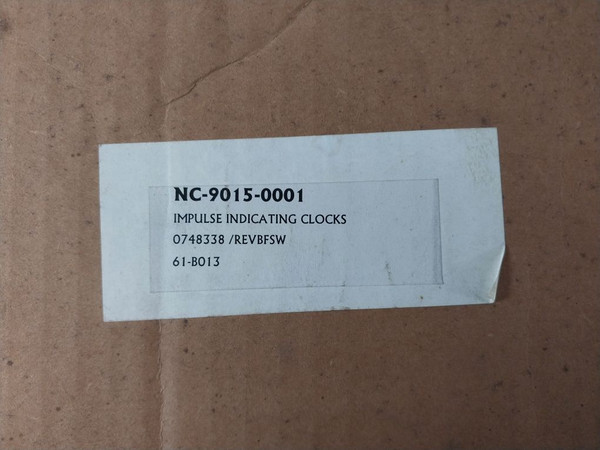 NC-9015-0001
IMPULSE INDICATING CLOCKS
0748338 /REVBFSW
61-B013